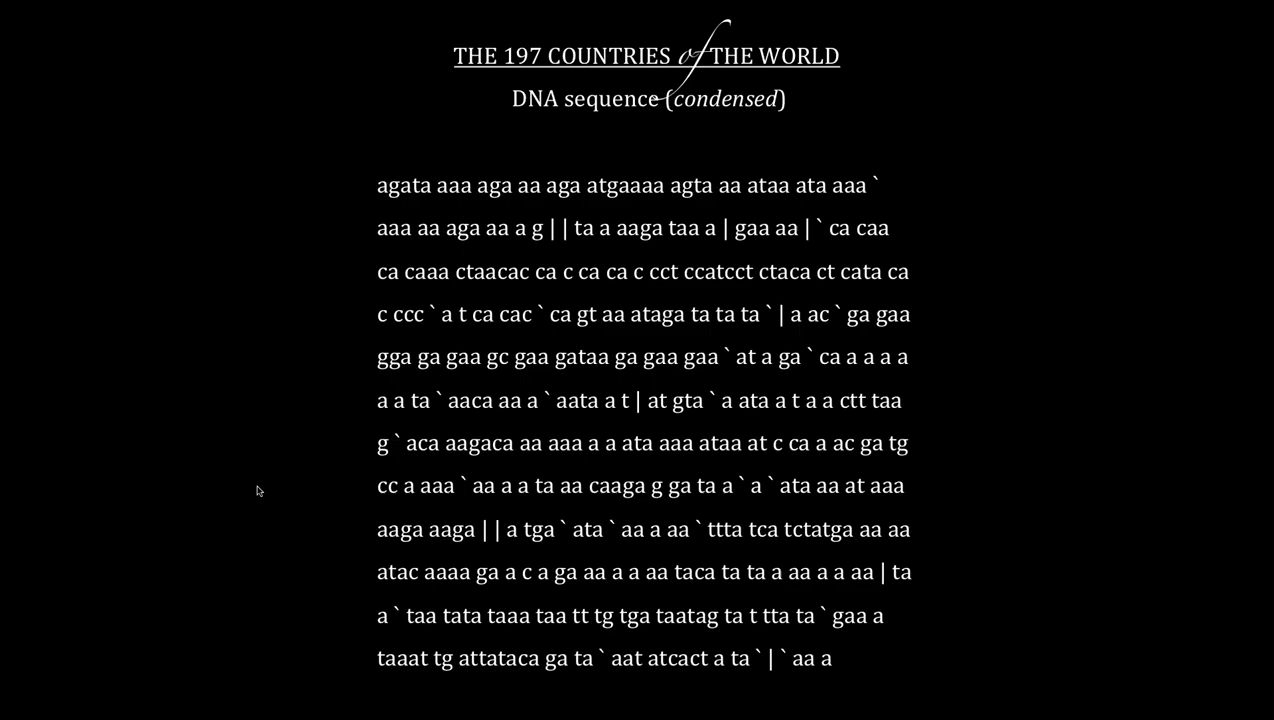 THE 197 COUNTRIES of THE WORLD
DNA sequence (condensed)
agata aaa aga aa aga atgaaaa agta aa ataa ata aaa `
aaa aa aga aa a g | | ta a aaga taa a | gaa aa | ` ca caa
ca caaa ctaacac ca c ca ca c cct ccatcct ctaca ct cata ca
c ccc ` a t ca cac ` ca gt aa ataga ta ta ta ` | a ac ` ga gaa
gga ga gaa gc gaa gataa ga gaa gaa ` at a ga ` ca a a a a
a a ta ` aaca aa a ` aata a t | at gta ` a ata a t a a ctt taa
g ` aca aagaca aa aaa a a ata aaa ataa at c ca a ac ga tg
cc a aaa ` aa a a ta aa caaga g ga ta a ` a ` ata aa at aaa
aaga aaga | | a tga ` ata ` aa a aa ` ttta tca tctatga aa aa
atac aaaa ga a c a ga aa a a aa taca ta ta a aa a a aa | ta
a ` taa tata taaa taa tt tg tga taatag ta t tta ta ` gaa a
taaat tg attataca ga ta ` aat atcact a ta ` | ` aa a